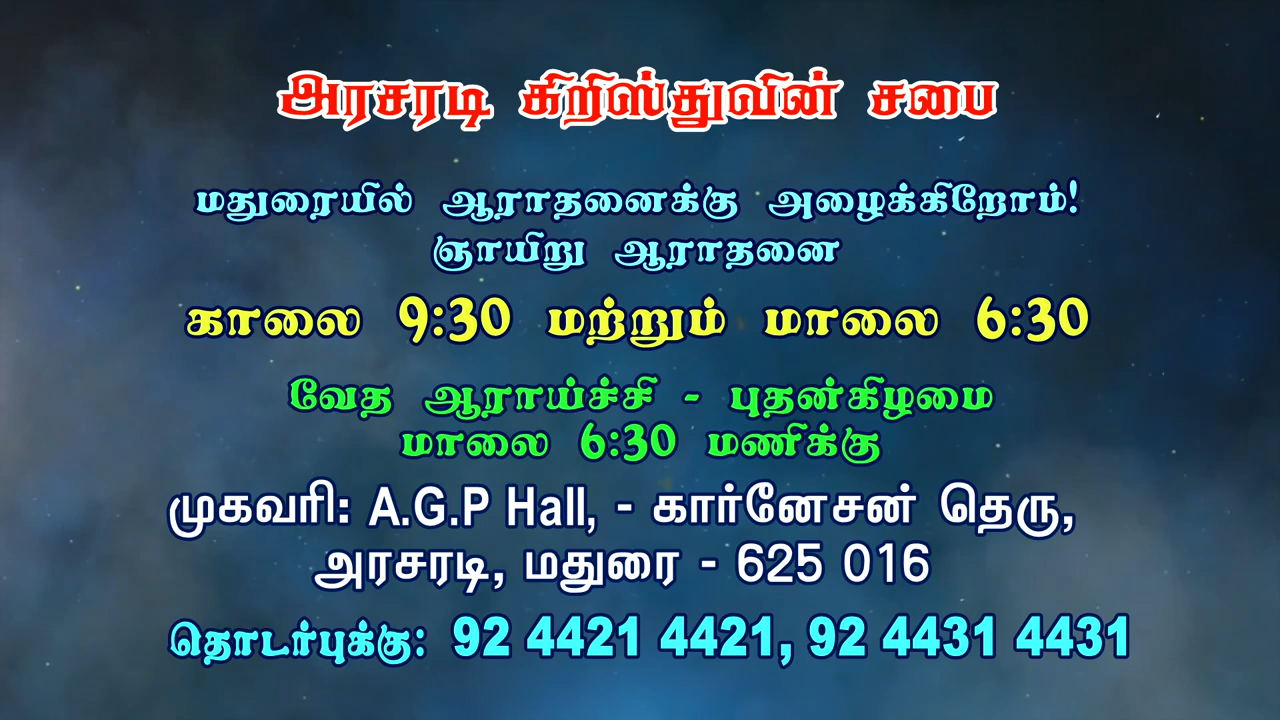 அரசரடி கிறிஸ்துவின் சபை
மதுரையில் ஆராதனைக்கு அழைக்கிறோம்!
ஞாயிறு ஆராதனை
காலை 9:30 மற்றும் மாலை 6:30
வேத ஆராய்ச்சி - புதன்கிழமை
மாலை 6:30 மணிக்கு
முகவரி: A.G.P Hall, - கார்னேசன் தெரு,
அரசரடி, மதுரை - 625 016
தொடர்புக்கு: 92 4421 4421, 92 4431 4431